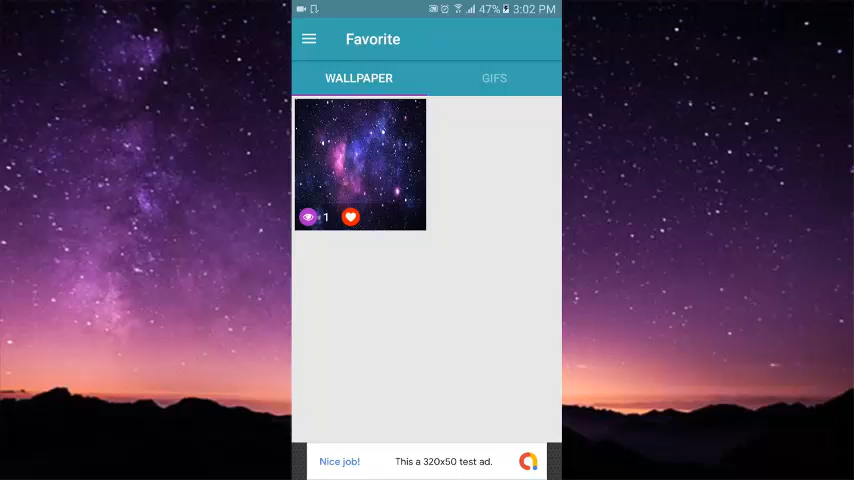 47% 3:02 PM
Favorite
WALLPAPER GIFS
1
Nice job! This a 320x50 test ad.